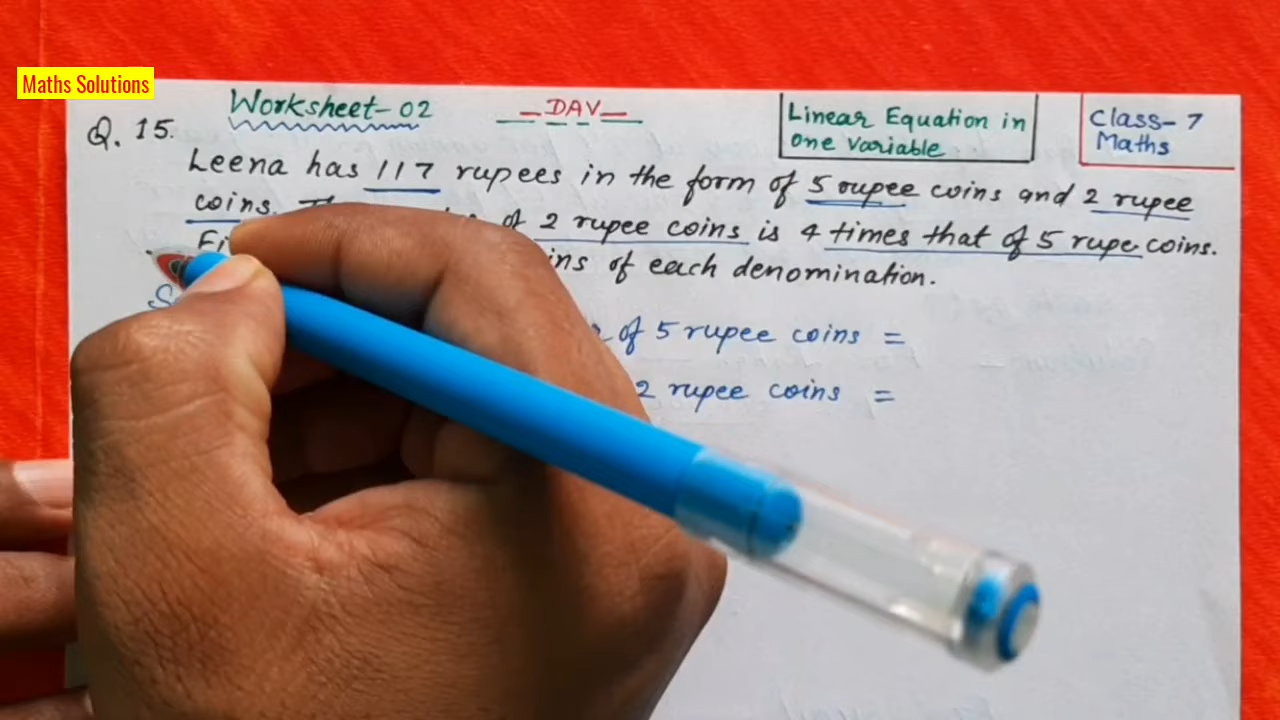 Maths Solutions
Worksheet-02
DAV
Linear Equation in
One Variable
Class-7
Maths
Q. 15.
Leena has 117 rupees in the form of 5 rupee coins and 2 rupee
coins. of 2 rupee coins is 4 times that of 5 rupe coins.
of each denomination.
of 5 rupee coins =
2 rupee coins =